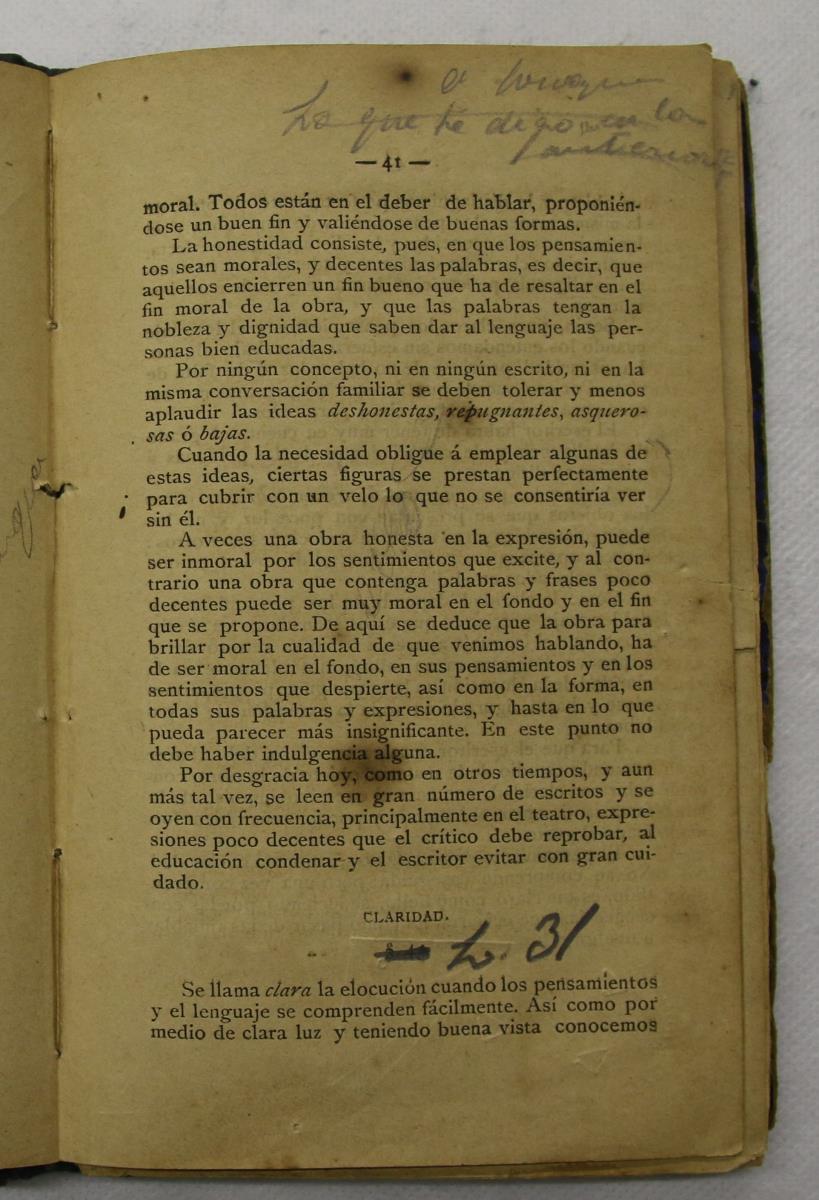 Lo que te digo en la
— 41 —
moral. Todos están en el deber de hablar, proponién-
dose un buen fin y valiéndose de buenas formas.
La honestidad consiste, pues, en que los pensamien-
tos sean morales, y decentes las palabras, es decir, que
aquellos encierren un fin bueno que ha de resaltar en el
fin moral de la obra, y que las palabras tengan la
nobleza y dignidad que saben dar al lenguaje las per-
sonas bien educadas.
Por ningún concepto, ni en ningún escrito, ni en la
misma conversación familiar se deben tolerar y menos
aplaudir las ideas deshonestas, repugnantes, asquero-
sas ó bajas.
Cuando la necesidad obligue á emplear algunas de
estas ideas, ciertas figuras se prestan perfectamente
para cubrir con un velo lo que no se consentiría ver
sin él.
A veces una obra honesta en la expresión, puede
ser inmoral por los sentimientos que excite, y al con-
trario una obra que contenga palabras y frases poco
decentes puede ser muy moral en el fondo y en el fin
que se propone. De aquí se deduce que la obra para
brillar por la cualidad de que venimos hablando, ha
de ser moral en el fondo, en sus pensamientos y en los
sentimientos que despierte, así como en la forma, en
todas sus palabras y expresiones, y hasta en lo que
pueda parecer más insignificante. En este punto no
debe haber indulgencia alguna.
Por desgracia hoy, como en otros tiempos, y aun
más tal vez, se leen en gran número de escritos y se
oyen con frecuencia, principalmente en el teatro, expre-
siones poco decentes que el crítico debe reprobar, al
educación condenar y el escritor evitar con gran cui-
dado.
CLARIDAD.
L. 31
Se llama clara la elocución cuando los pensamientos
y el lenguaje se comprenden fácilmente. Así como por
medio de clara luz y teniendo buena vista conocemos